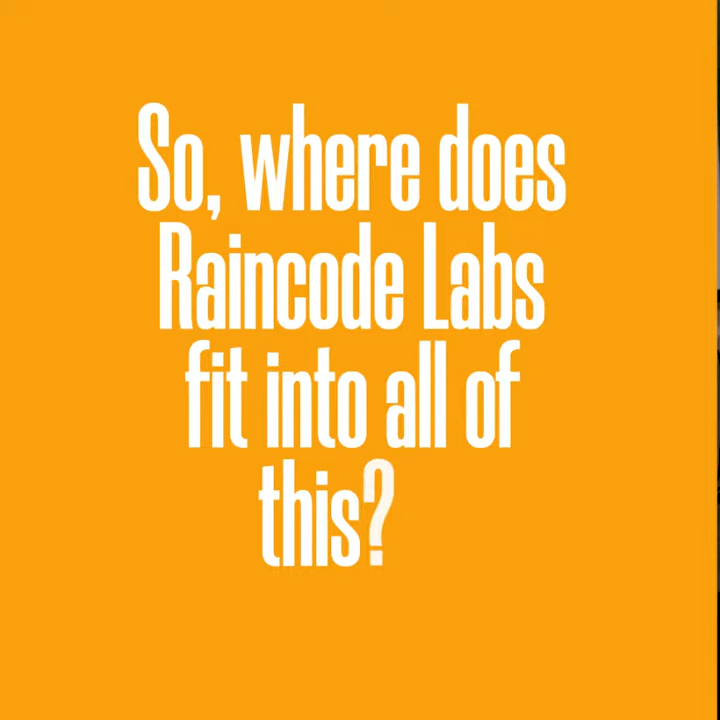 So, where does
Raincode Labs
fit into all of
this?